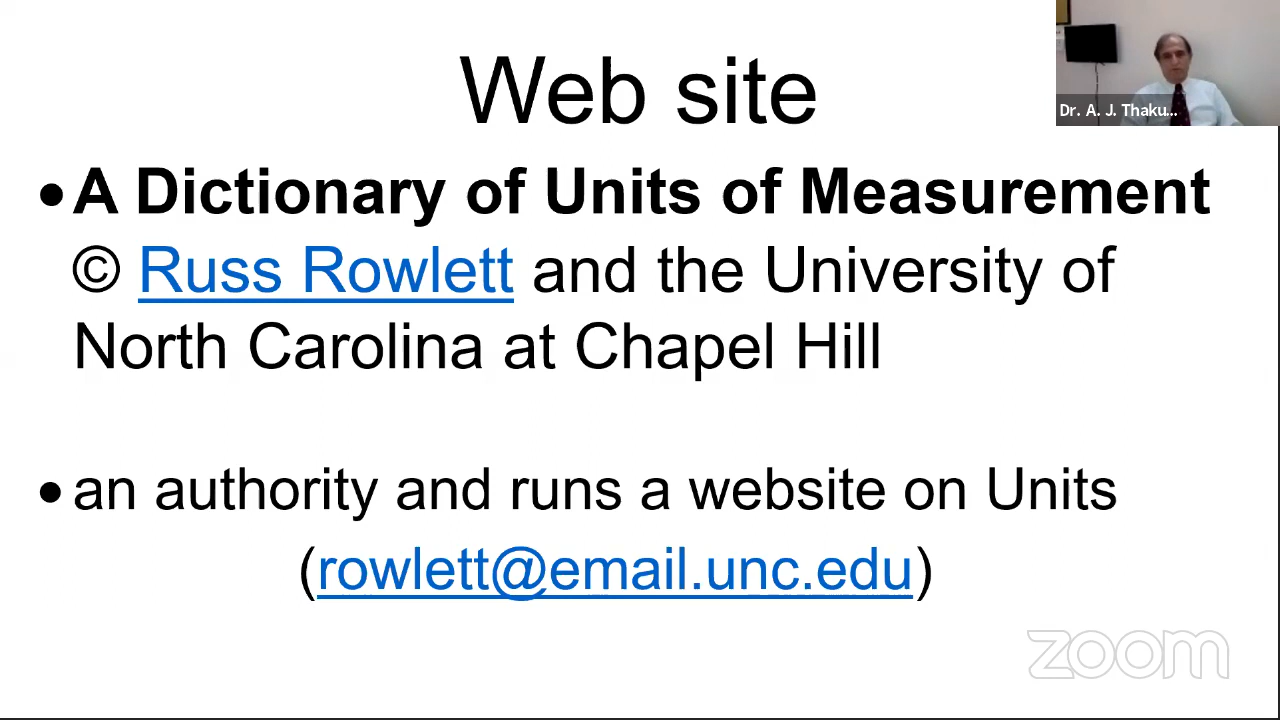 Web site
Dr. A. J. Thaku...
•A Dictionary of Units of Measurement
© Russ Rowlett and the University of
North Carolina at Chapel Hill
•an authority and runs a website on Units
(rowlett@email.unc.edu)
zoom